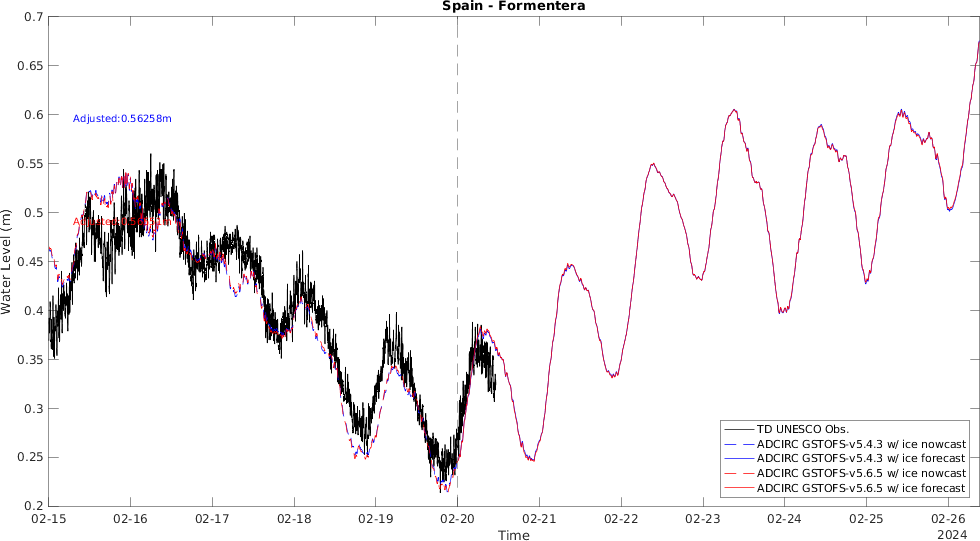 Spain - Formentera
0.7
0.65
0.6
0.55
0.5
0.45
0.4
0.35
0.3
0.25
0.2
Water Level (m)
Adjusted:0.56258m
02-15
02-16
02-17
02-18
02-19
02-20
02-21
02-22
02-23
02-24
02-25
02-26
2024
Time
TD UNESCO Obs.
ADCIRC GSTOFS-v5.4.3 w/ ice nowcast
ADCIRC GSTOFS-v5.4.3 w/ ice forecast
ADCIRC GSTOFS-v5.6.5 w/ ice nowcast
ADCIRC GSTOFS-v5.6.5 w/ ice forecast